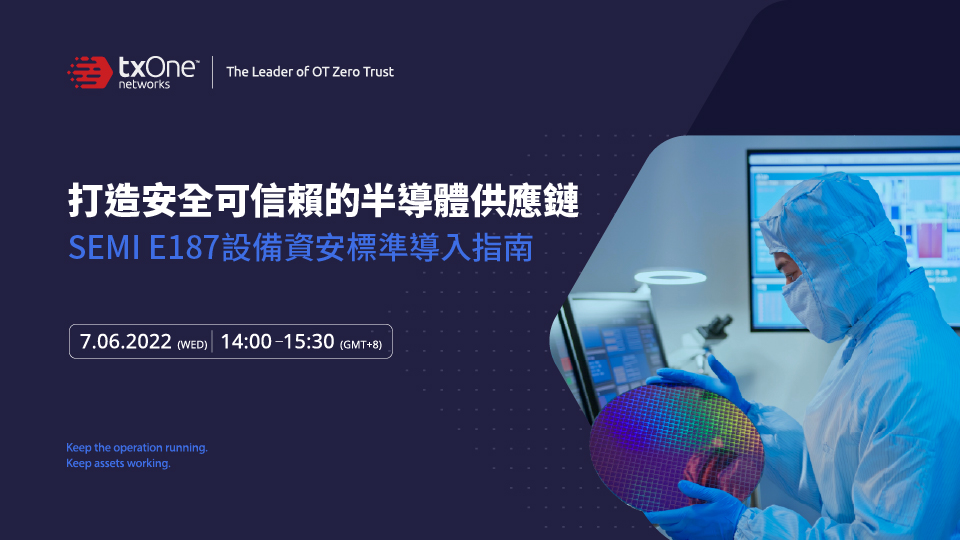 txOne™
networks
The Leader of OT Zero Trust
打造安全可信賴的半導體供應鏈
SEMI E187設備資安標準導入指南
7.06.2022 (WED) | 14:00 –15:30 (GMT+8)
Keep the operation running.
Keep assets working.